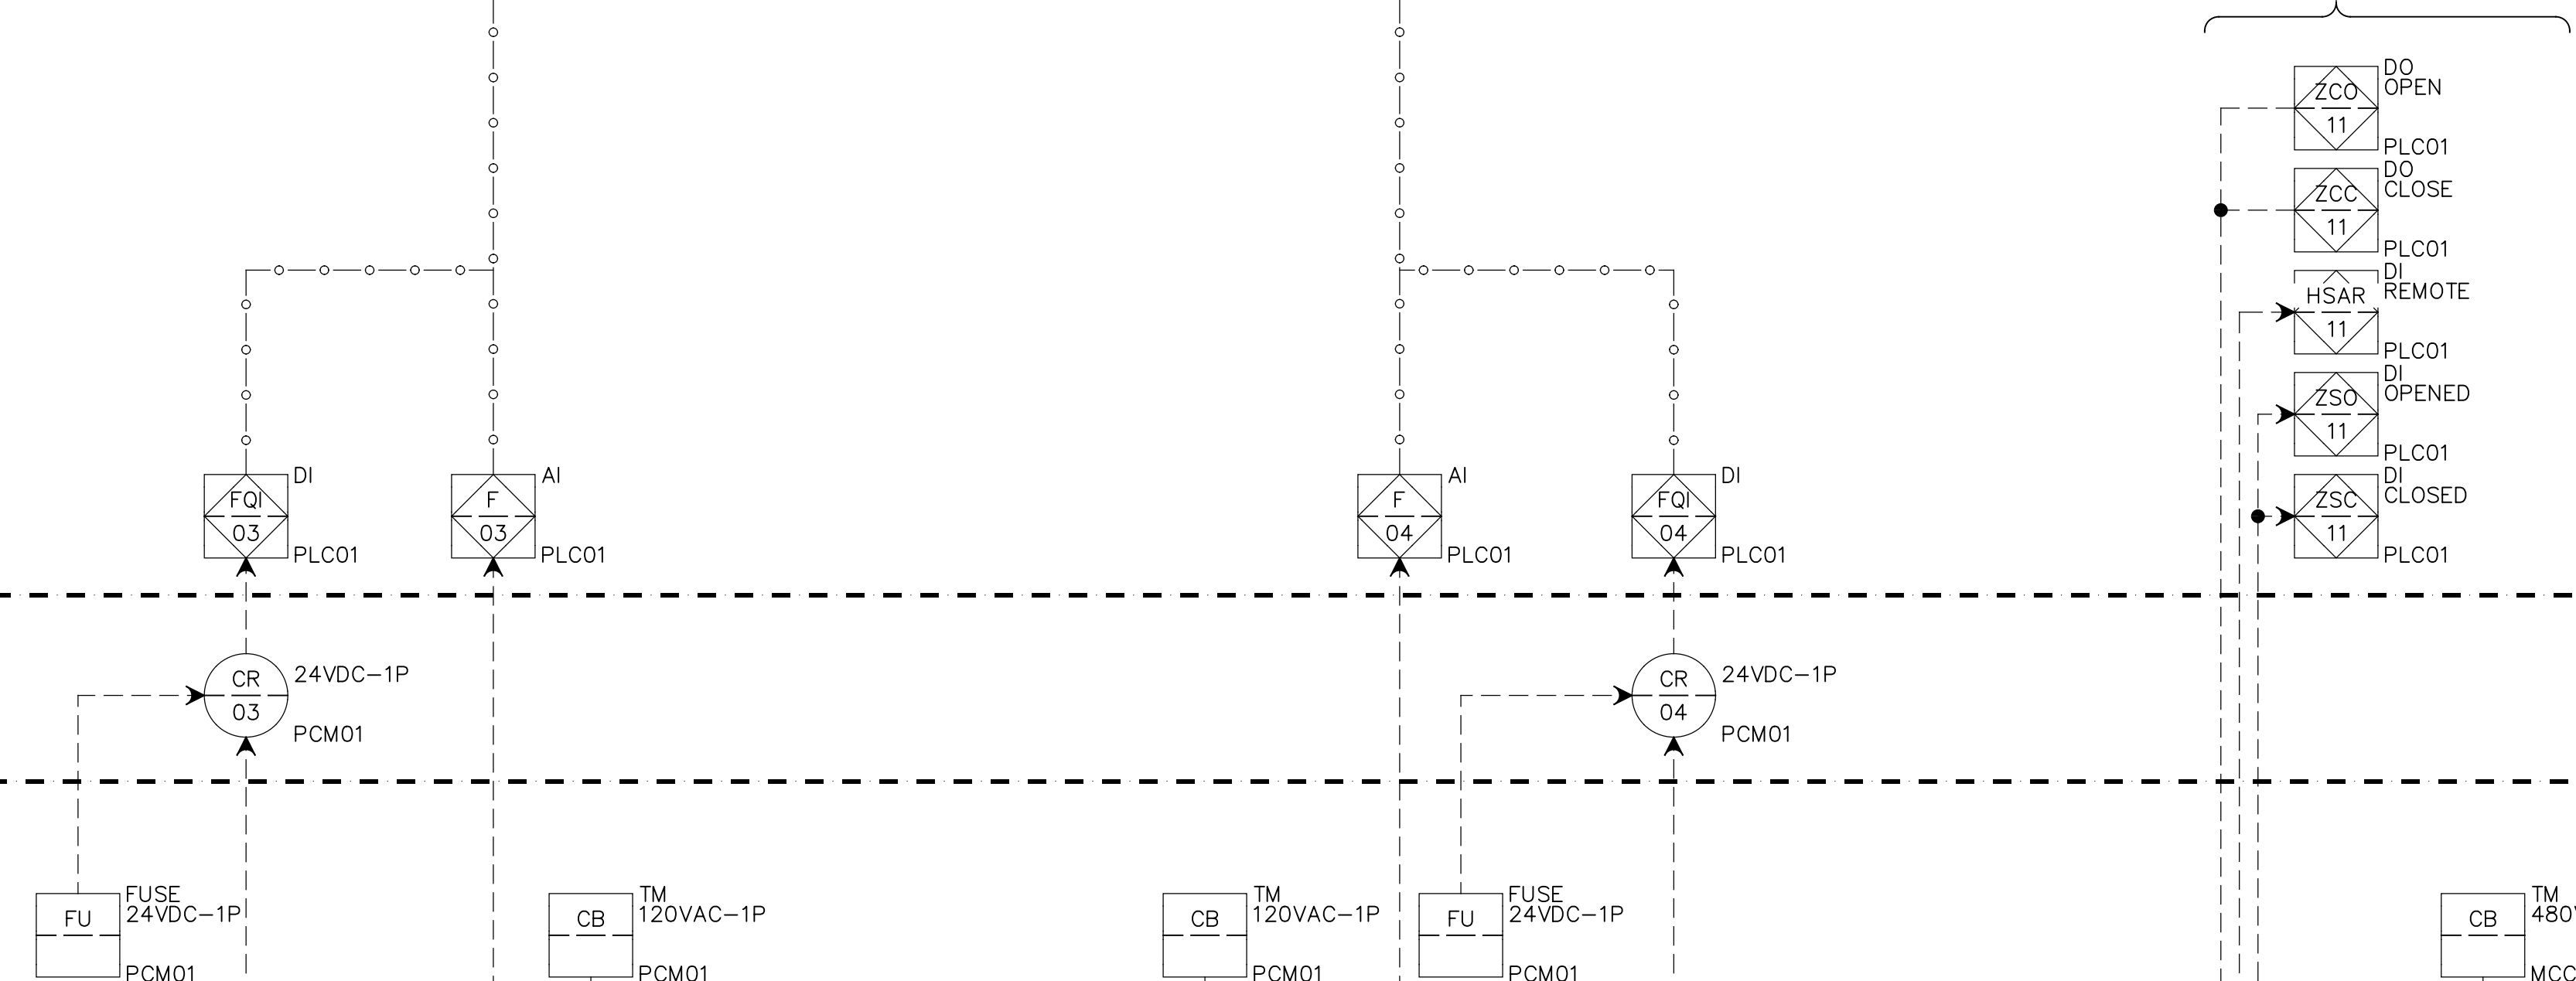 DO
OPEN
ZCO
11
PLC01
DO
CLOSE
ZCC
11
PLC01
DI
REMOTE
HSAR
11
PLC01
DI
OPENED
ZSO
11
PLC01
DI
CLOSED
ZSC
11
PLC01
DI
FQI
03
PLC01
AI
F
03
PLC01
AI
F
04
PLC01
DI
FQI
04
PLC01
CR
03
24VDC-1P
PCM01
CR
04
24VDC-1P
PCM01
FUSE
24VDC-1P
FU
PCM01
TM
120VAC-1P
CB
PCM01
TM
120VAC-1P
CB
PCM01
FUSE
24VDC-1P
FU
PCM01
TM
480
CB
MCC